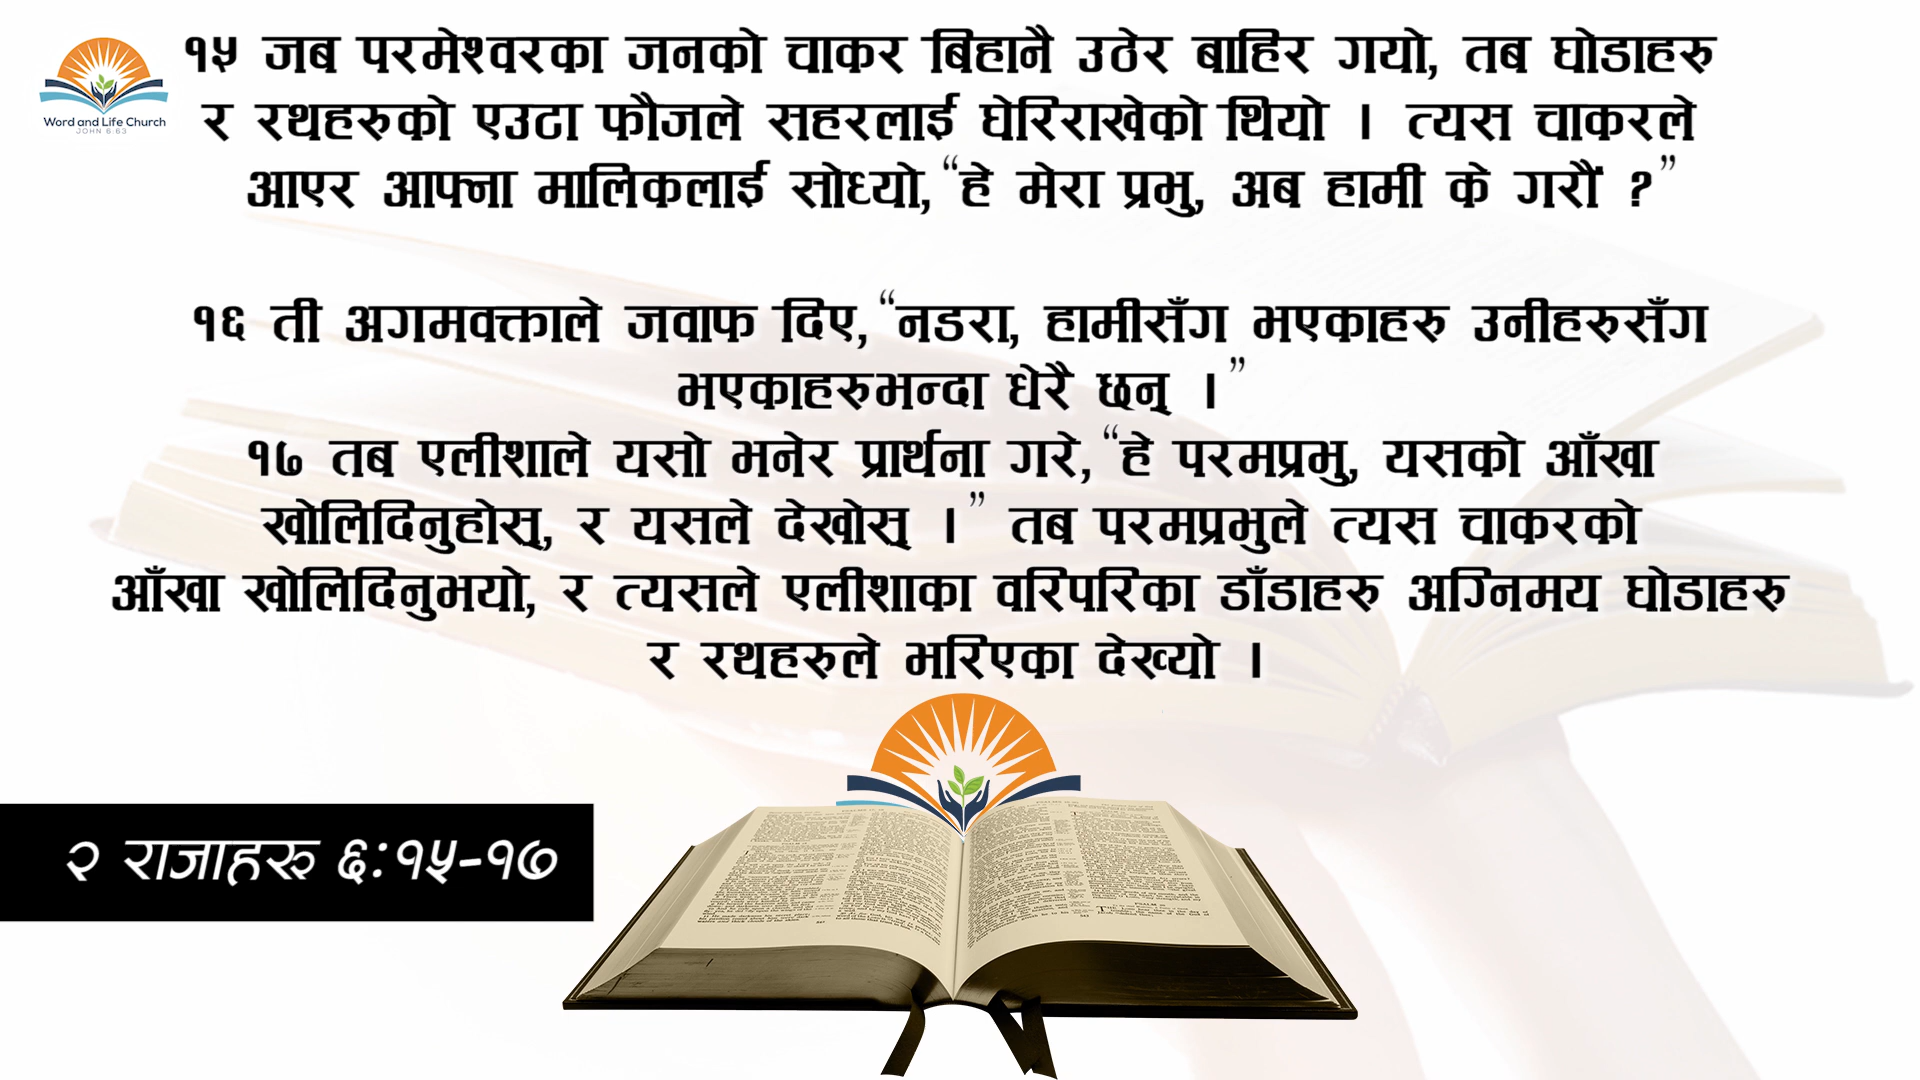 Word and Life Church
JOHN 6:63
१५ जब परमेश्वरका जनको चाकर बिहानै उठेर बाहिर गयो, तब घोडाहरु
र रथहरुको एउटा फौजले सहरलाई घेरिराखेको थियो । त्यस चाकरले
आएर आफ्ना मालिकलाई सोध्यो, “हे मेरा प्रभु, अब हामी के गरौं ?”
१६ ती अगमवक्ताले जवाफ दिए, “नडरा, हामीसँग भएकाहरु उनीहरुसँग
भएकाहरुभन्दा धेरै छन् ।”
१७ तब एलीशाले यसो भनेर प्रार्थना गरे, “हे परमप्रभु, यसको आँखा
खोलिदिनुहोस्, र यसले देखोस् ।” तब परमप्रभुले त्यस चाकरको
आँखा खोलिदिनुभयो, र त्यसले एलीशाका वरिपरिका डाँडाहरु अग्निमय घोडाहरु
र रथहरुले भरिएका देख्यो ।
२ राजाहरु ६:१५-१७